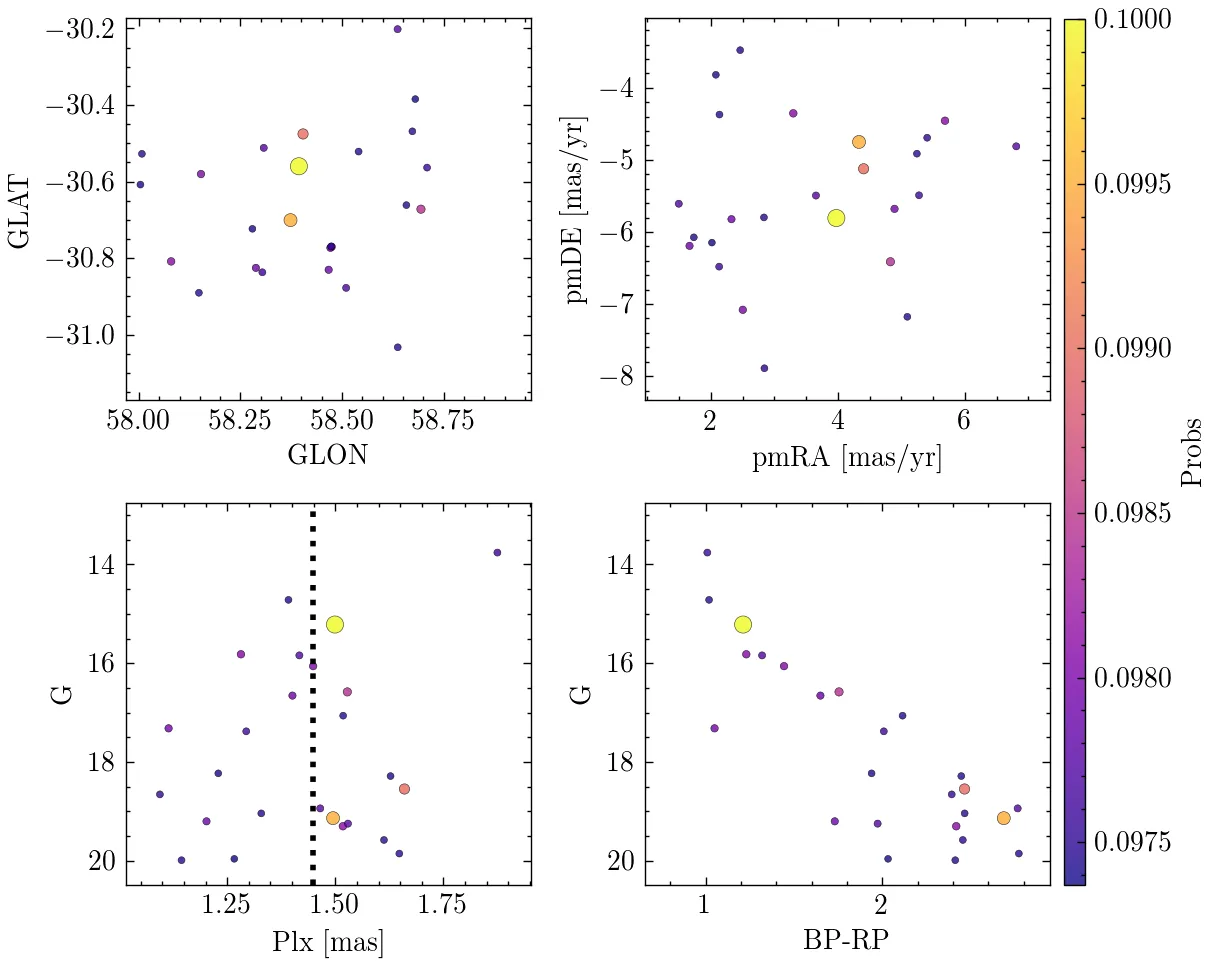 −30.2
−30.4
−30.6
−30.8
−31.0
GLAT
58.00 58.25 58.50 58.75
GLON
−4
−5
−6
−7
−8
pmDE [mas/yr]
2 4 6
pmRA [mas/yr]
14
16
18
20
G
1.25 1.50 1.75
Plx [mas]
14
16
18
20
G
1 2
BP-RP
0.1000
0.0995
0.0990
0.0985
0.0980
0.0975
Probs